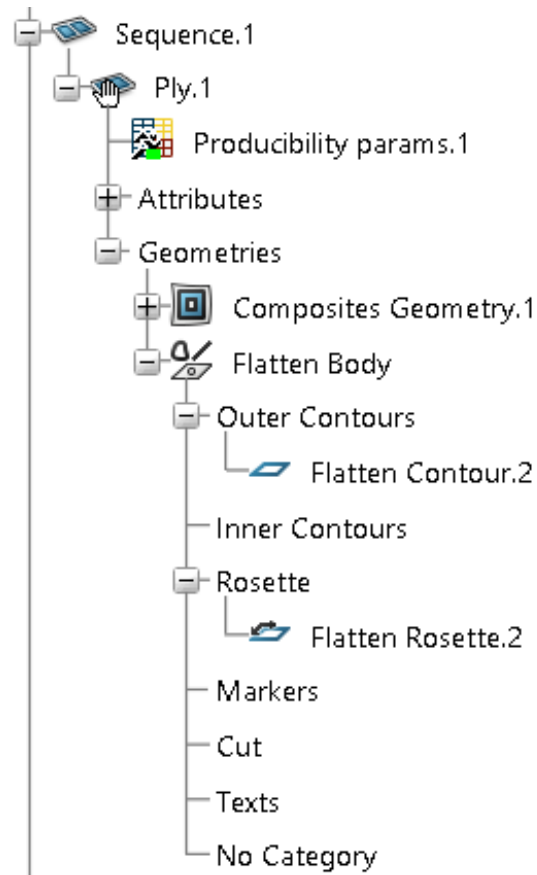 Sequence.1
Ply.1
Producibility params.1
Attributes
Geometries
Composites Geometry.1
Flatten Body
Outer Contours
Flatten Contour.2
Inner Contours
Rosette
Flatten Rosette.2
Markers
Cut
Texts
No Category